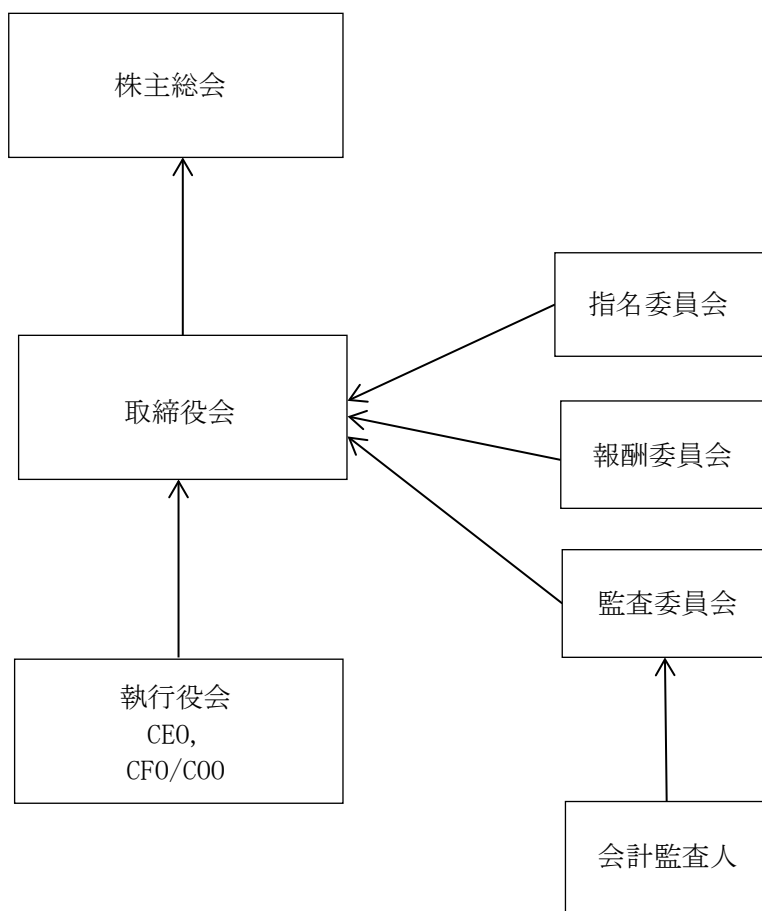 株主総会
指名委員会
取締役会
報酬委員会
監査委員会
執行役会
CEO,
CFO/COO
会計監査人